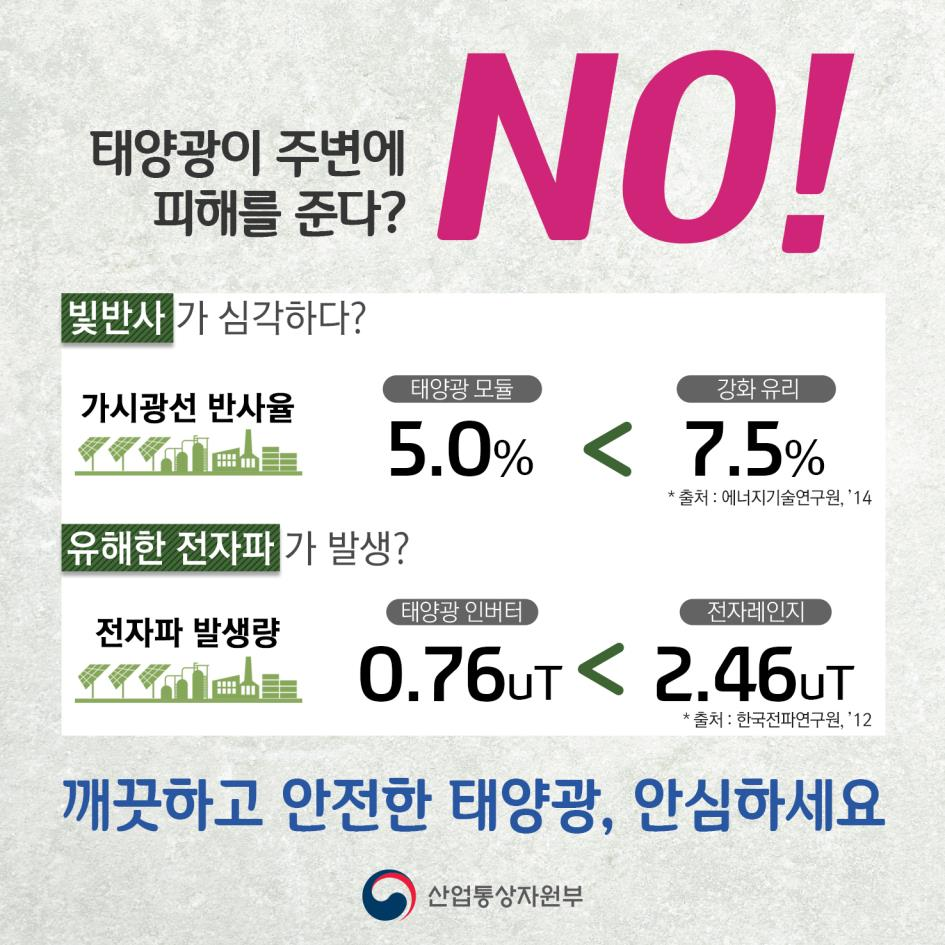 태양광이 주변에
피해를 준다?
NO!
빛반사가 심각하다?
가시광선 반사율
태양광 모듈
5.0%
<
강화 유리
7.5%
* 출처 : 에너지기술연구원, ’14
유해한 전자파가 발생?
전자파 발생량
태양광 인버터
0.76uT
<
전자레인지
2.46uT
* 출처 : 한국전파연구원, ’12
깨끗하고 안전한 태양광, 안심하세요
산업통상자원부